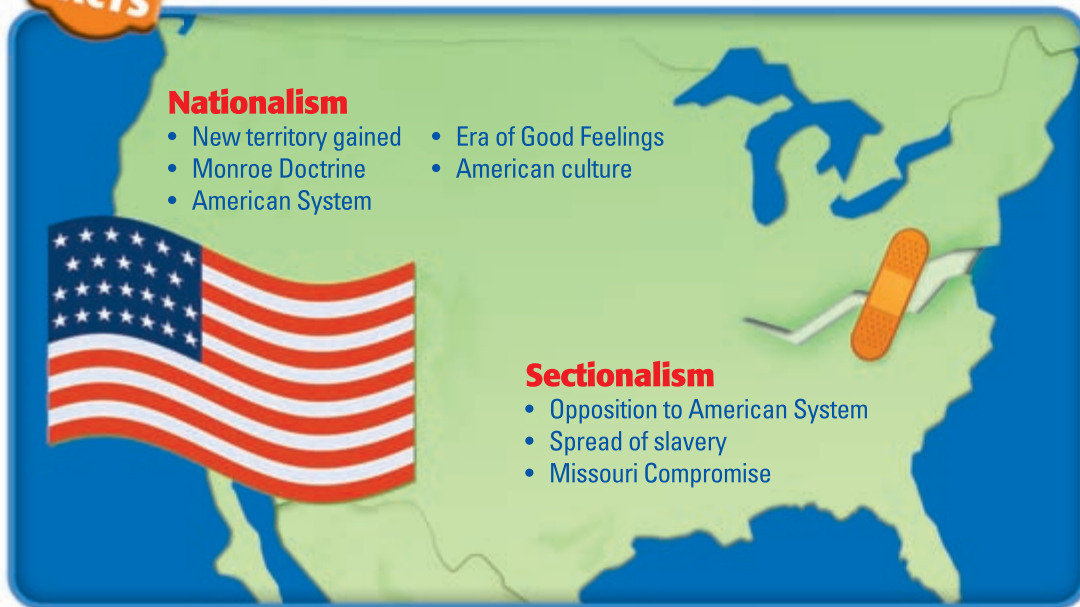 Nationalism
• New territory gained
• Monroe Doctrine
• American System
• Era of Good Feelings
• American culture
Sectionalism
• Opposition to American System
• Spread of slavery
• Missouri Compromise